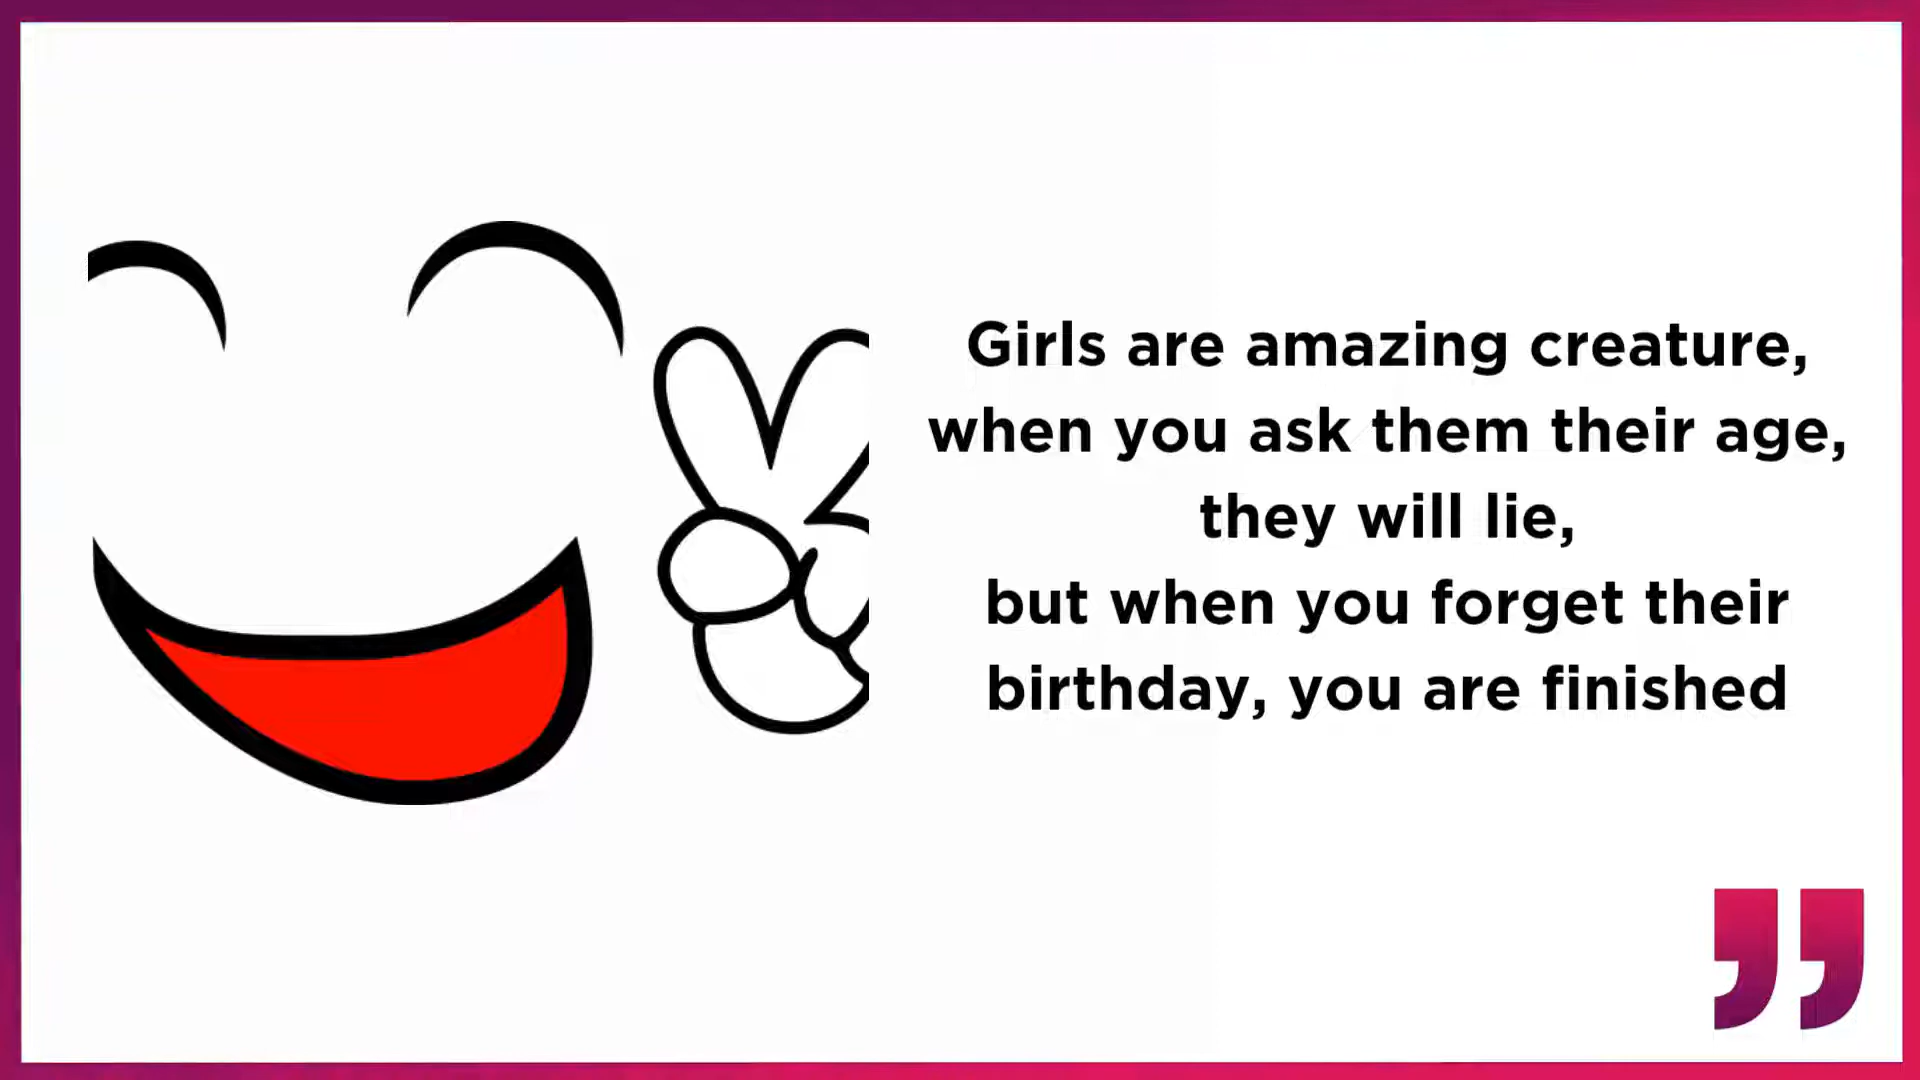 Girls are amazing creature,
when you ask them their age,
they will lie,
but when you forget their
birthday, you are finished